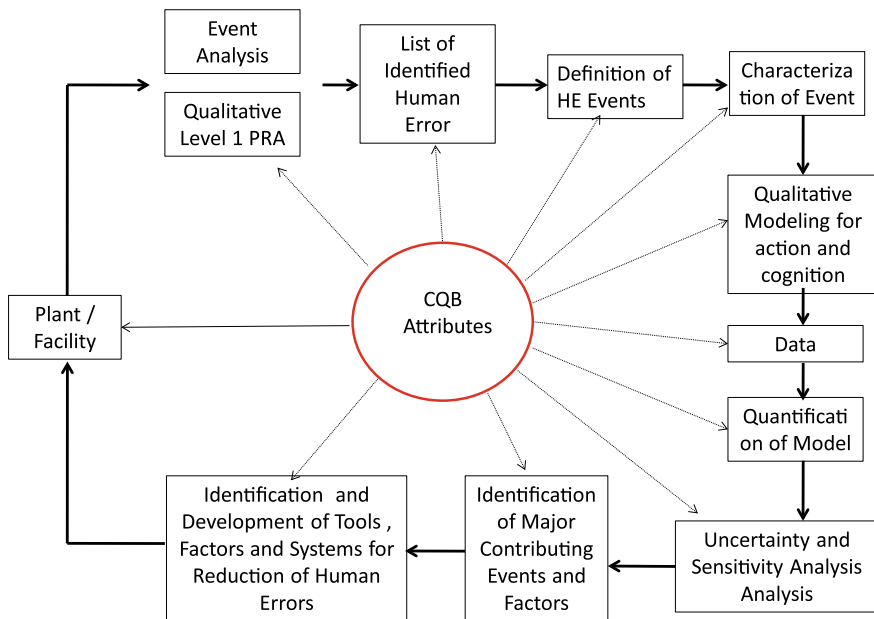 Event
Analysis
Qualitative
Level 1 PRA
List of
Identified
Human
Error
Definition of
HE Events
Characteriza
tion of Event
Qualitative
Modeling for
action and
cognition
CQB
Attributes
Plant /
Facility
Data
Quantificati
on of Model
Identification and
Development of Tools ,
Factors and Systems for
Reduction of Human
Errors
Identification
of Major
Contributing
Events and
Factors
Uncertainty and
Sensitivity Analysis
Analysis